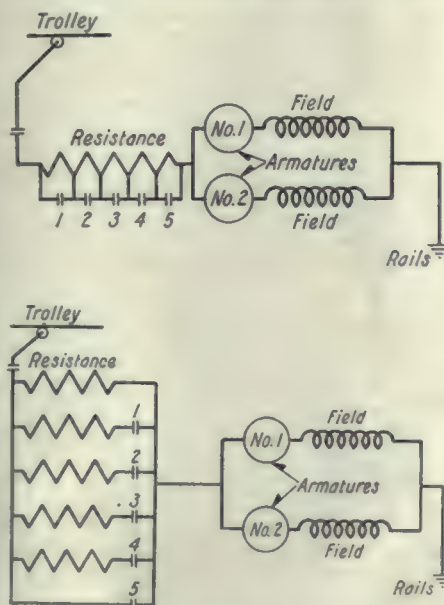 Trolley
Resistance
1 2 3 4 5
No.1
Field
Armatures
No.2
Field
Rails
Trolley
Resistance
1
2
3
4
5
No.1
Field
Armatures
No.2
Field
Rails